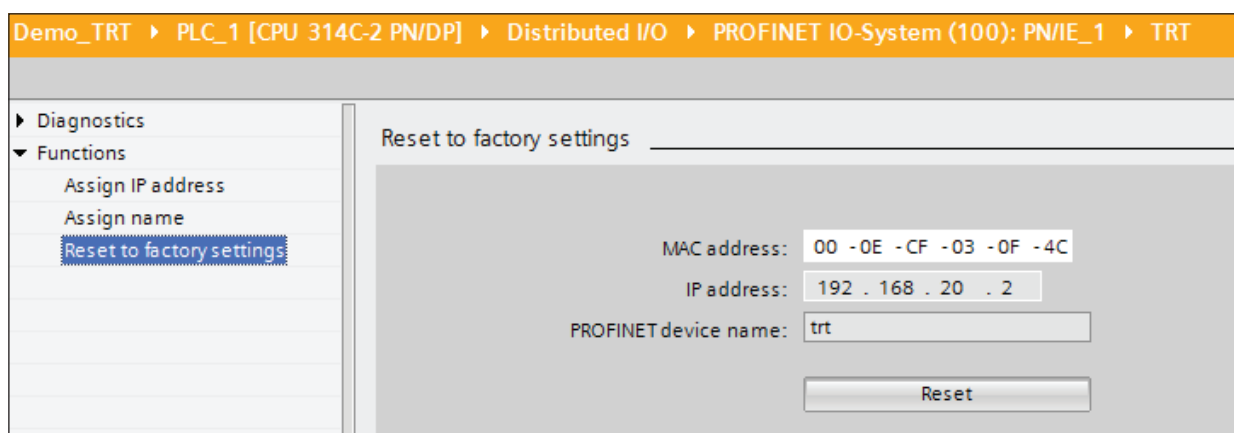 Demo_TRT ▸ PLC_1 [CPU 314C-2 PN/DP] ▸ Distributed I/O ▸ PROFINET IO-System (100): PN/IE_1 ▸ TRT
Diagnostics
Functions
Assign IP address
Assign name
Reset to factory settings
Reset to factory settings
MAC address: 00 -0E -CF -03 -0F -4C
IP address: 192 . 168 . 20 . 2
PROFINET device name: trt
Reset